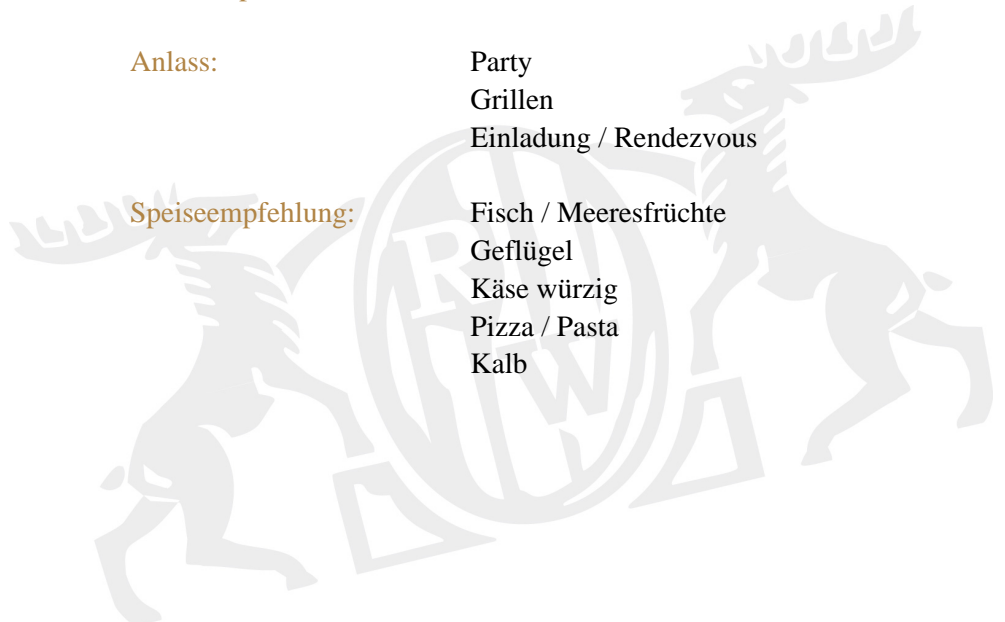 Anlass: Party
Grillen
Einladung / Rendezvous
Speiseempfehlung: Fisch / Meeresfrüchte
Geflügel
Käse würzig
Pizza / Pasta
Kalb
R
W